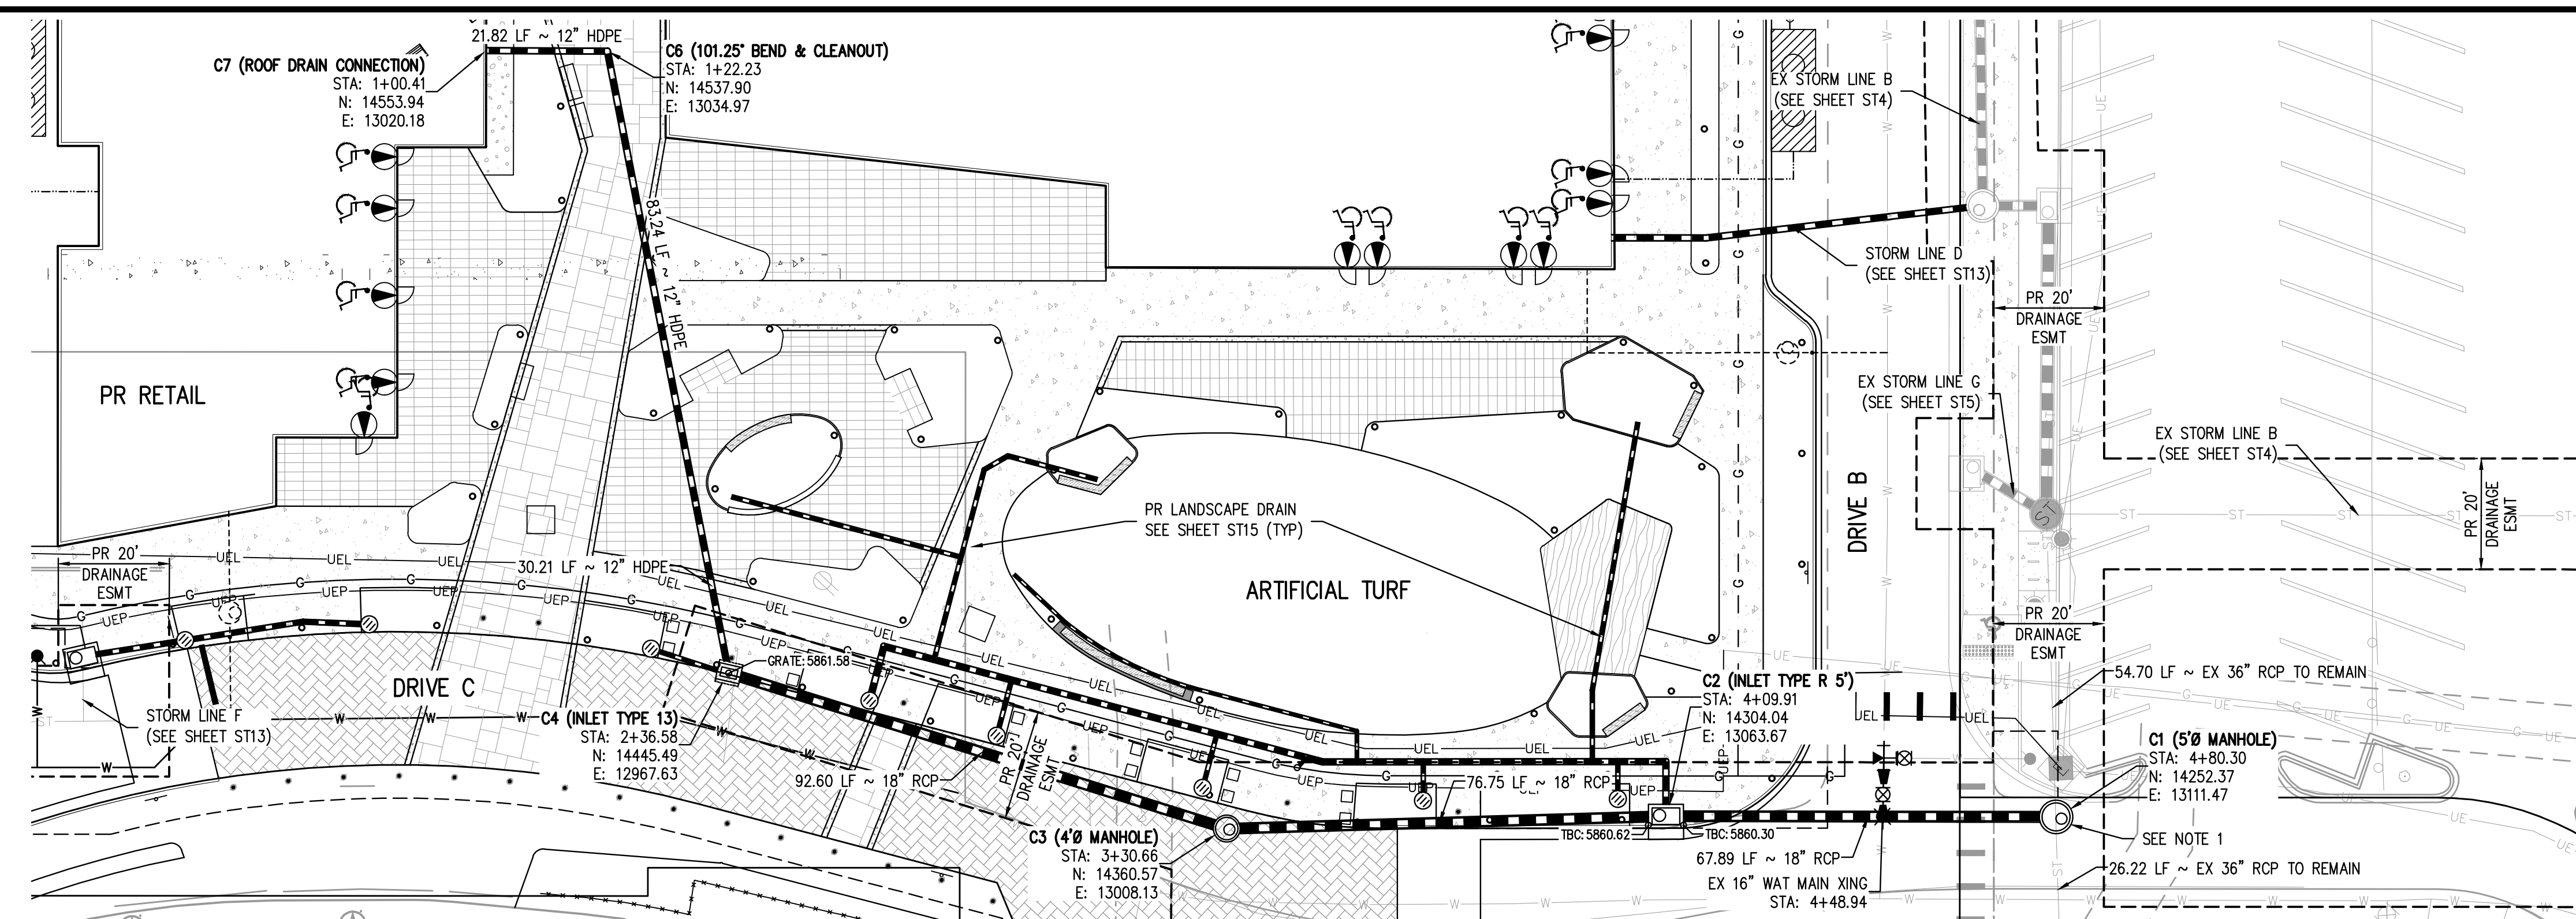 21.82 LF ~ 12" HDPE
C7 (ROOF DRAIN CONNECTION)
STA: 1+00.41
N: 14553.94
E: 13020.18
C6 (101.25° BEND & CLEANOUT)
STA: 1+22.23
N: 14537.90
E: 13034.97
83.24 LF ~ 12" HDPE
G
W
UE
EX STORM LINE B
(SEE SHEET ST4)
STORM LINE D
(SEE SHEET ST13)
PR 20'
DRAINAGE
ESMT
EX STORM LINE G
(SEE SHEET ST5)
EX STORM LINE B
(SEE SHEET ST4)
PR 20'
DRAINAGE
ESMT
ST
PR RETAIL
DRIVE B
PR LANDSCAPE DRAIN
SEE SHEET ST15 (TYP)
ARTIFICIAL TURF
PR 20'
DRAINAGE
ESMT
UEL
UEP
G
30.21 LF ~ 12" HDPE
GRATE: 5861.58
DRIVE C
STORM LINE F
(SEE SHEET ST13)
ST
W
C4 (INLET TYPE 13)
STA: 2+36.58
N: 14445.49
E: 12967.63
92.60 LF ~ 18" RCP
PR 20'
DRAINAGE
ESMT
C3 (4'Ø MANHOLE)
STA: 3+30.66
N: 14360.57
E: 13008.13
76.75 LF ~ 18" RCP
TBC: 5860.62
TBC: 5860.30
C2 (INLET TYPE R 5')
STA: 4+09.91
N: 14304.04
E: 13063.67
UEL
UEL
67.89 LF ~ 18" RCP
EX 16" WAT MAIN XING
STA: 4+48.94
PR 20'
DRAINAGE
ESMT
54.70 LF ~ EX 36" RCP TO REMAIN
C1 (5'Ø MANHOLE)
STA: 4+80.30
N: 14252.37
E: 13111.47
SEE NOTE 1
26.22 LF ~ EX 36" RCP TO REMAIN